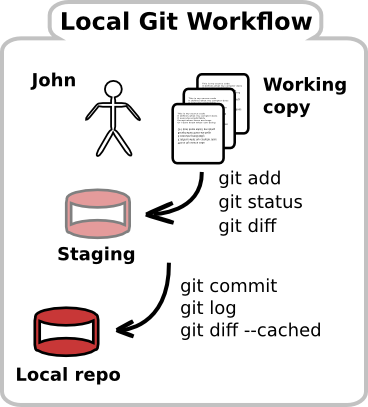 Local Git Workflow
John
Working
copy
git add
git status
git diff
Staging
git commit
git log
git diff --cached
Local repo